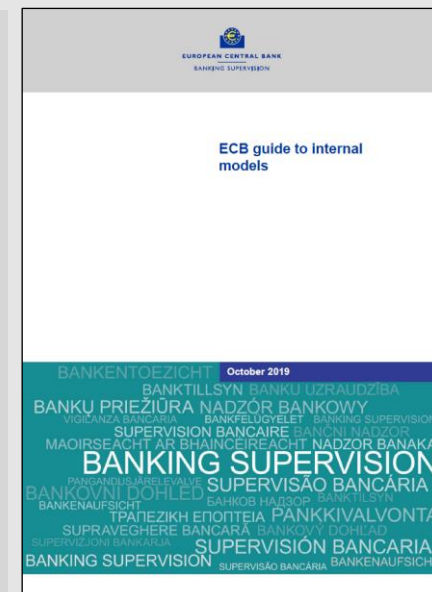 EUROPEAN CENTRAL BANK
BANKING SUPERVISION
ECB guide to internal
models
October 2019
BANKENTOEZICHT
BANKTILLSYN BANKU UZRAUDZĪBA
BANKŲ PRIEŽIŪRA NADZÓR BANKOWY
VIGILANZA BANCARIA BANKFELÜGYELET BANKING SUPERVISION
SUPERVISION BANCAIRE BANČNI NADZOR
MAOIRSEACHT AR BHAINCÉIREACHT NADZOR BANAKA
BANKING SUPERVISION
PANGANDUSJÄRELEVALVE SUPERVISÃO BANCÁRIA
BANKOVNÍ DOHLED
БАНКОВ НАДЗОР BANKTILSYN
BANKENAUFSICHT
ΤΡΑΠΕΖΙΚΗ ΕΠΟΠΤΕΙΑ PANKKIVALVONTA
SUPRAVEGHERE BANCARĂ BANKOVÝ DOHĽAD
SUPERVIŻJONI BANKARJA SUPERVISIÓN BANCARIA
BANKING SUPERVISION SUPERVISÃO BANCÁRIA BANKENAUFSICH